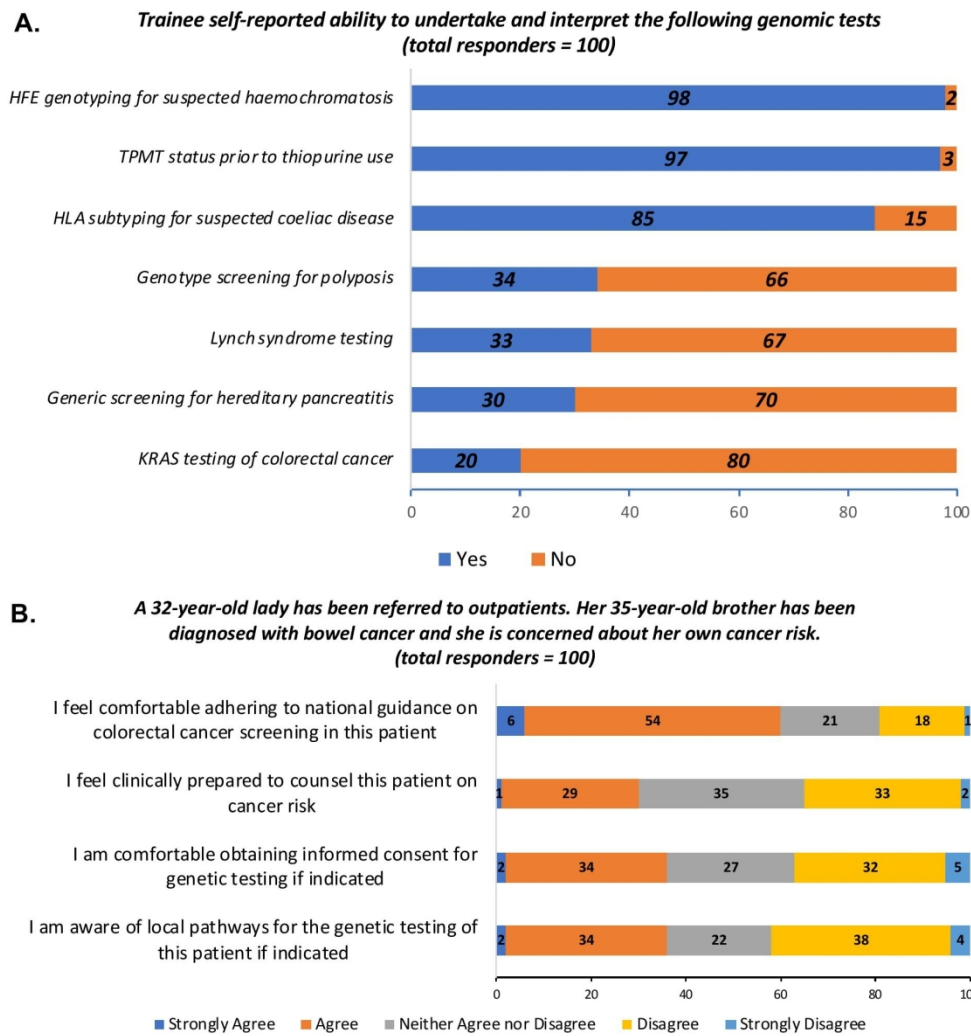 A.
Trainee self-reported ability to undertake and interpret the following genomic tests
(total responders = 100)
HFE genotyping for suspected haemochromatosis
98
2
TPMT status prior to thiopurine use
97
3
HLA subtyping for suspected coeliac disease
85
15
Genotype screening for polyposis
34
66
Lynch syndrome testing
33
67
Generic screening for hereditary pancreatitis
30
70
KRAS testing of colorectal cancer
20
80
0 20 40 60 80 100
Yes No
B.
A 32-year-old lady has been referred to outpatients. Her 35-year-old brother has been
diagnosed with bowel cancer and she is concerned about her own cancer risk.
(total responders = 100)
I feel comfortable adhering to national guidance on
colorectal cancer screening in this patient
6 54 21 18 1
I feel clinically prepared to counsel this patient on
cancer risk
1 29 35 33 2
I am comfortable obtaining informed consent for
genetic testing if indicated
2 34 27 32 5
I am aware of local pathways for the genetic testing of
this patient if indicated
2 34 22 38 4
0 20 40 60 80 100
Strongly Agree Agree Neither Agree nor Disagree Disagree Strongly Disagree